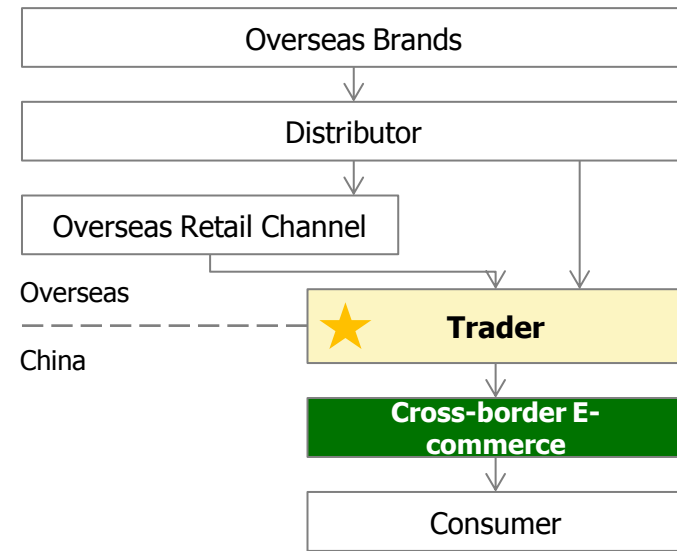 Overseas Brands
Distributor
Overseas Retail Channel
Overseas
Trader
China
Cross-border E-
commerce
Consumer